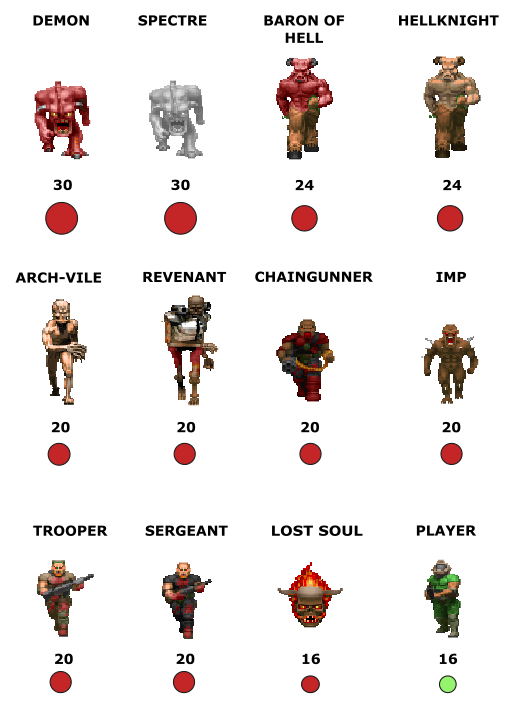 DEMON
SPECTRE
BARON OF
HELL
HELLKNIGHT
30
30
24
24
ARCH-VILE
REVENANT
CHAINGUNNER
IMP
20
20
20
20
TROOPER
SERGEANT
LOST SOUL
PLAYER
20
20
16
16